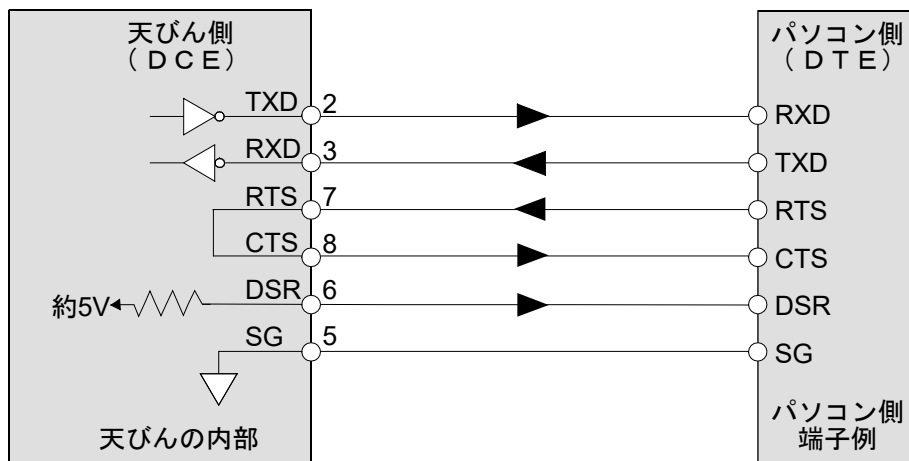 天びん側
（ＤＣＥ）
パソコン側
（ＤＴＥ）
TXD 2 RXD
RXD 3 TXD
RTS 7 RTS
CTS 8 CTS
約5V DSR 6 DSR
SG 5 SG
天びんの内部
パソコン側
端子例